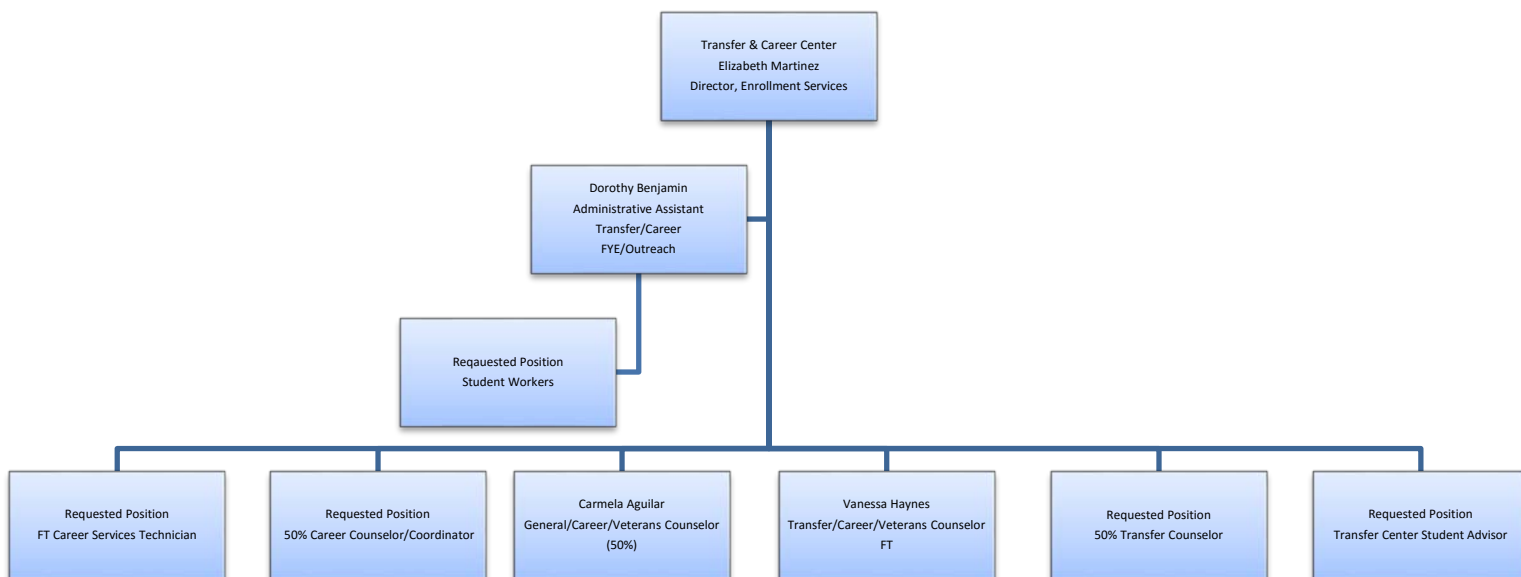 Transfer & Career Center
Elizabeth Martinez
Director, Enrollment Services
Dorothy Benjamin
Administrative Assistant
Transfer/Career
FYE/Outreach
Reqauested Position
Student Workers
Requested Position
FT Career Services Technician
Requested Position
50% Career Counselor/Coordinator
Carmela Aguilar
General/Career/Veterans Counselor
(50%)
Vanessa Haynes
Transfer/Career/Veterans Counselor
FT
Requested Position
50% Transfer Counselor
Requested Position
Transfer Center Student Advisor